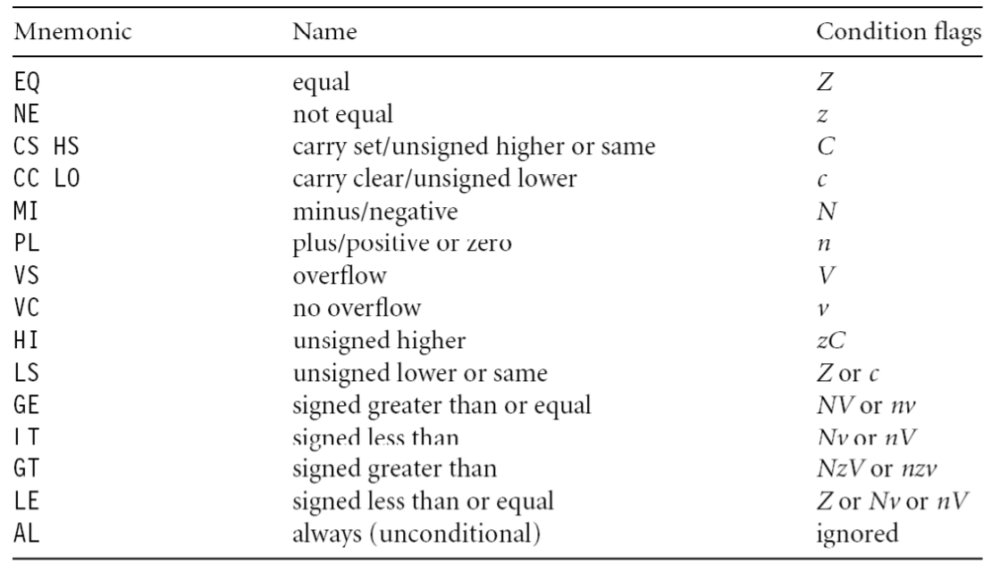 Mnemonic Name Condition flags
EQ equal Z
NE not equal z
CS HS carry set/unsigned higher or same C
CC LO carry clear/unsigned lower c
MI minus/negative N
PL plus/positive or zero n
VS overflow V
VC no overflow v
HI unsigned higher zC
LS unsigned lower or same Z or c
GE signed greater than or equal NV or nv
LT signed less than Nv or nV
GT signed greater than NzV or nzv
LE signed less than or equal Z or Nv or nV
AL always (unconditional) ignored